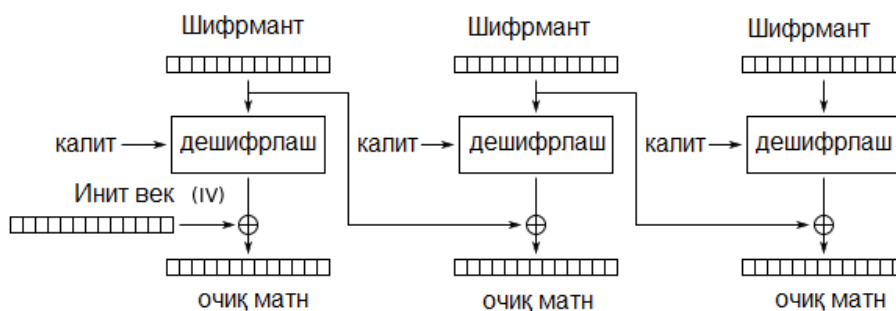 Шифрмант Шифрмант Шифрмант
калит дешифрлаш калит дешифрлаш калит дешифрлаш
Инит век (IV)
очиқ матн очиқ матн очиқ матн